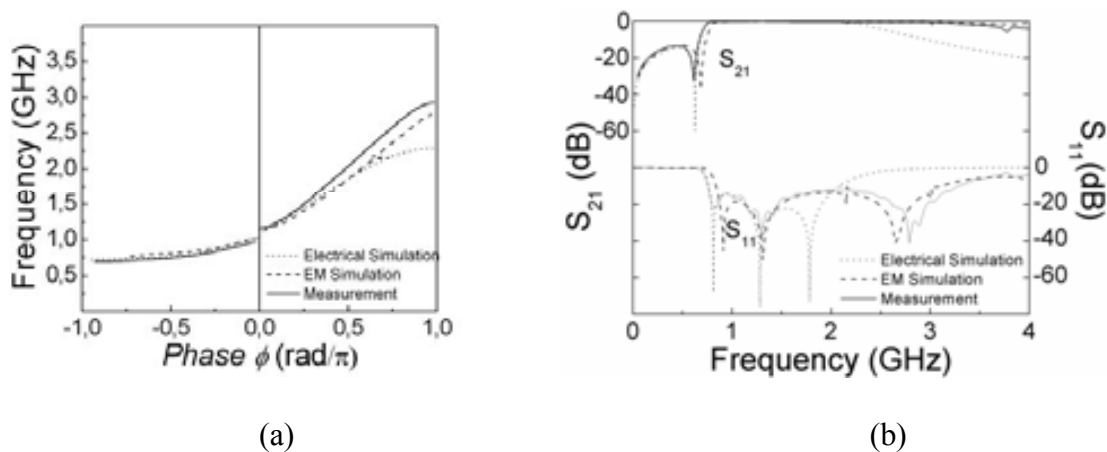 (a)
Frequency (GHz)
3,5
3,0
2,5
2,0
1,5
1,0
0,5
-1,0 -0,5 0,0 0,5 1,0
Phase ϕ (rad/π)
Electrical Simulation
EM Simulation
Measurement
(b)
S21 (dB)
0
-20
-40
-60
S21
S11 (dB)
0
-20
-40
-60
S11
Electrical Simulation
EM Simulation
Measurement
0 1 2 3 4
Frequency (GHz)
(a) (b)